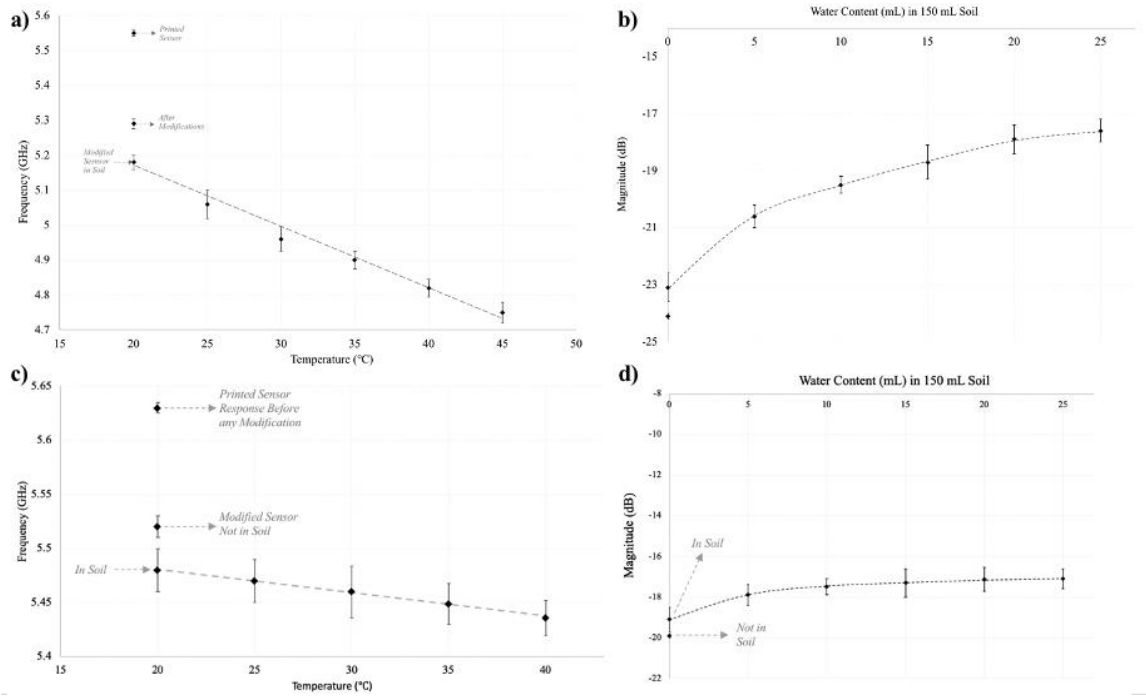 a)
5.6
5.5
5.4
5.3
5.2
5.1
5
4.9
4.8
4.7
Frequency (GHz)
Printed
Sensor
After
Modifications
Modified
Sensor
in Soil
15 20 25 30 35 40 45 50
Temperature (°C)
b)
Water Content (mL) in 150 mL Soil
0 5 10 15 20 25
-15
-17
-19
-21
-23
-25
Magnitude (dB)
c)
5.65
5.6
5.55
5.5
5.45
5.4
Frequency (GHz)
Printed Sensor
Response Before
any Modification
Modified Sensor
Not in Soil
In Soil
15 20 25 30 35 40
Temperature (°C)
d)
Water Content (mL) in 150 mL Soil
0 5 10 15 20 25
-8
-10
-12
-14
-16
-18
-20
-22
Magnitude (dB)
In Soil
Not in
Soil